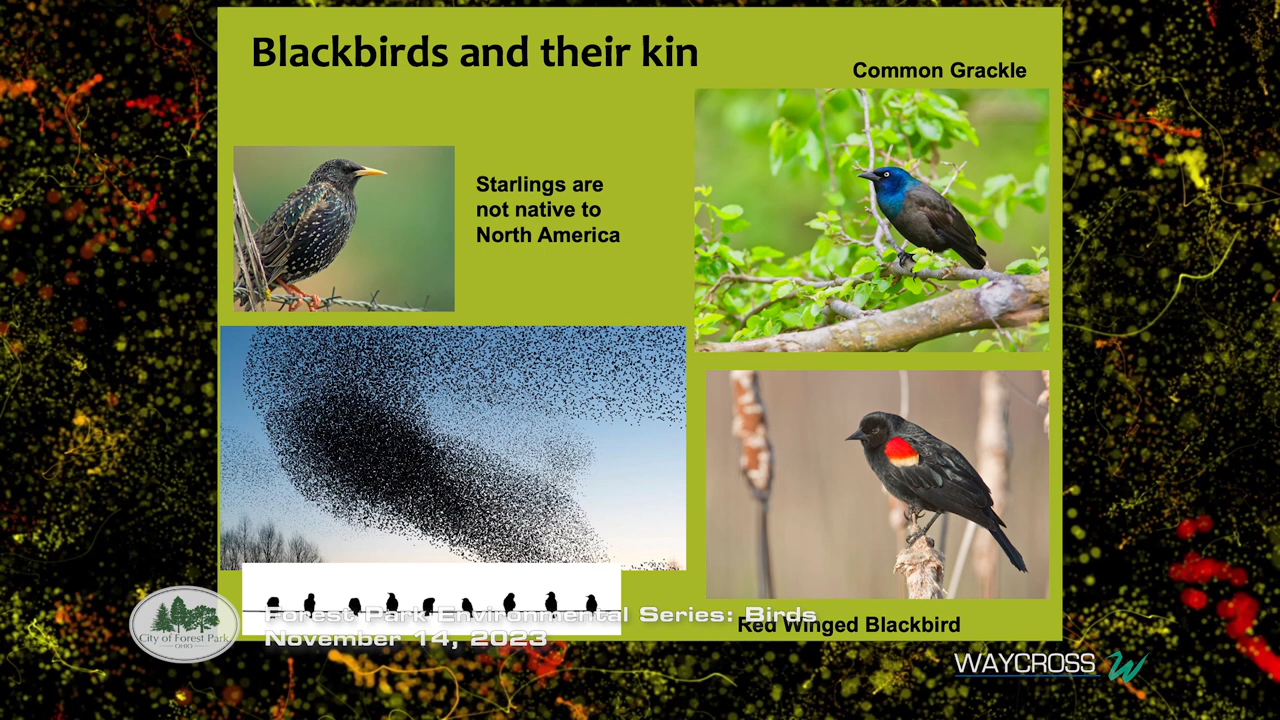 Blackbirds and their kin
Common Grackle
Starlings are
not native to
North America
Red Winged Blackbird
City of Forest Park
OHIO
Forest Park Environmental Series: Birds
November 14, 2023
WAYCROSS W